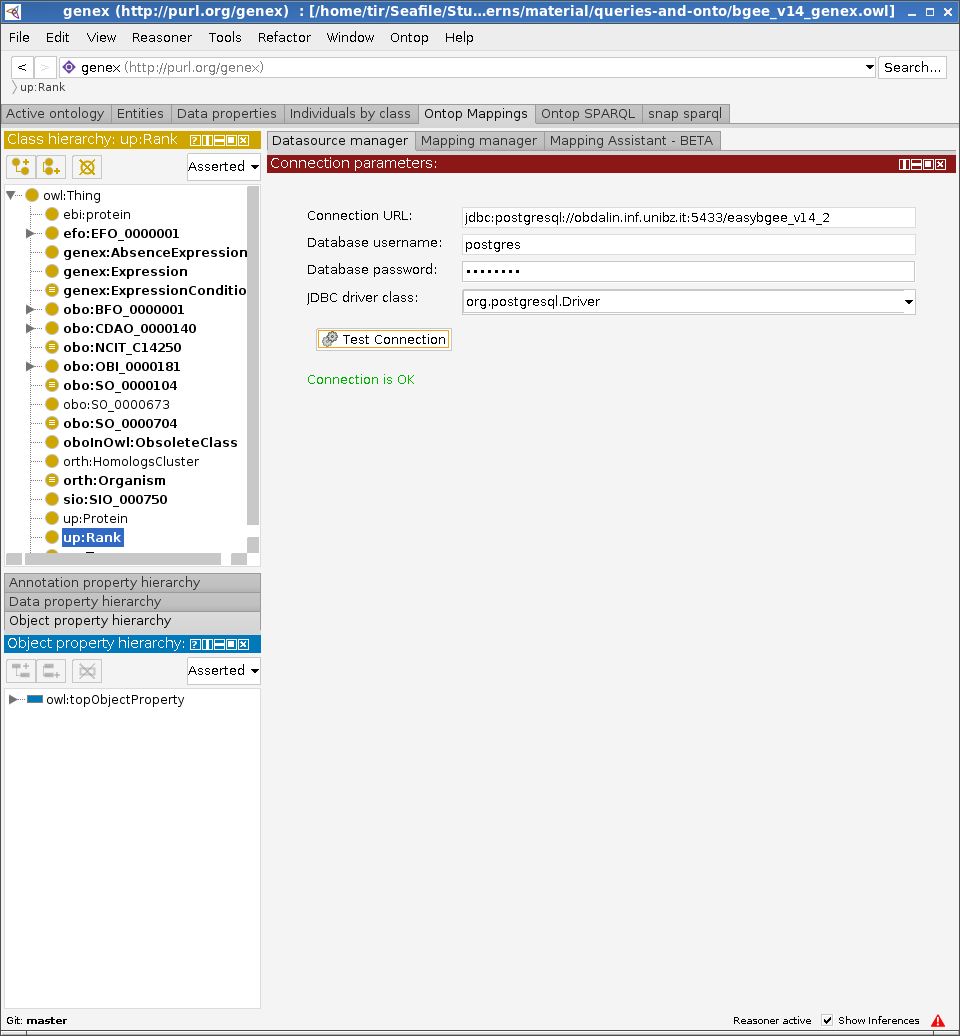 genex (http://purl.org/genex) : [/home/tir/Seafile/Stu...erns/material/queries-and-onto/bgee_v14_genex.owl]
File Edit View Reasoner Tools Refactor Window Ontop Help
< > genex (http://purl.org/genex) Search...
up:Rank
Active ontology Entities Data properties Individuals by class Ontop Mappings Ontop SPARQL snap sparql
Class hierarchy: up:Rank
Asserted
owl:Thing
ebi:protein
efo:EFO_0000001
genex:AbsenceExpression
genex:Expression
genex:ExpressionConditio
obo:BFO_0000001
obo:CDAO_0000140
obo:NCIT_C14250
obo:OBI_0000181
obo:SO_0000104
obo:SO_0000673
obo:SO_0000704
oboInOwl:ObsoleteClass
orth:HomologsCluster
orth:Organism
sio:SIO_000750
up:Protein
up:Rank
Annotation property hierarchy
Data property hierarchy
Object property hierarchy
Object property hierarchy:
Asserted
owl:topObjectProperty
Datasource manager Mapping manager Mapping Assistant - BETA
Connection parameters:
Connection URL: jdbc:postgresql://obdalin.inf.unibz.it:5433/easybgee_v14_2
Database username: postgres
Database password: ••••••••
JDBC driver class: org.postgresql.Driver
Test Connection
Connection is OK
Git: master
Reasoner active Show Inferences